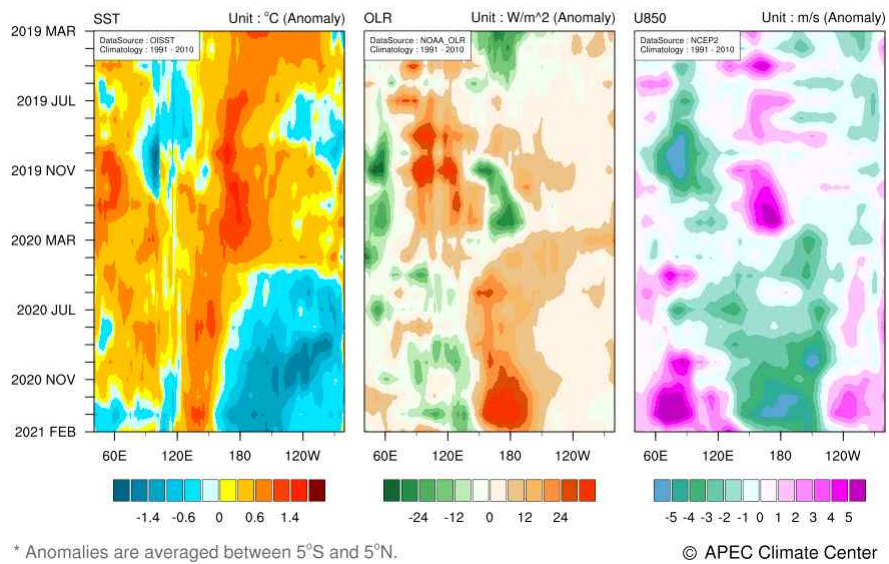 SST Unit : °C (Anomaly)
OLR Unit : W/m^2 (Anomaly)
U850 Unit : m/s (Anomaly)
DataSource : OISST
Climatology : 1991 - 2010
DataSource : NOAA_OLR
Climatology : 1991 - 2010
DataSource : NCEP2
Climatology : 1991 - 2010
2019 MAR
2019 JUL
2019 NOV
2020 MAR
2020 JUL
2020 NOV
2021 FEB
60E 120E 180 120W
60E 120E 180 120W
60E 120E 180 120W
-1.4 -0.6 0 0.6 1.4
-24 -12 0 12 24
-5 -4 -3 -2 -1 0 1 2 3 4 5
* Anomalies are averaged between 5°S and 5°N.
© APEC Climate Center